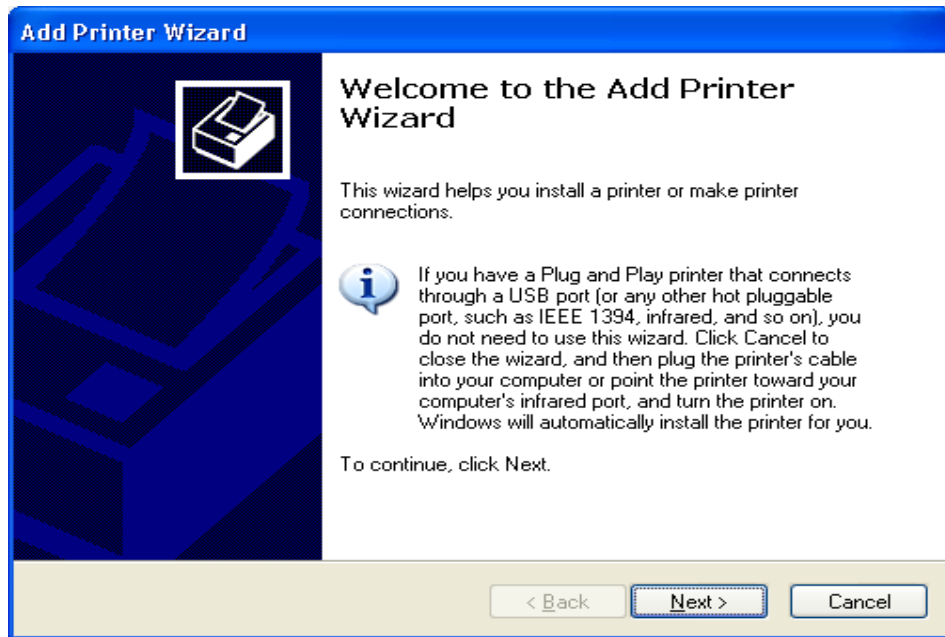 Add Printer Wizard
Welcome to the Add Printer
Wizard
This wizard helps you install a printer or make printer
connections.
If you have a Plug and Play printer that connects
through a USB port (or any other hot pluggable
port, such as IEEE 1394, infrared, and so on), you
do not need to use this wizard. Click Cancel to
close the wizard, and then plug the printer's cable
into your computer or point the printer toward your
computer's infrared port, and turn the printer on.
Windows will automatically install the printer for you.
To continue, click Next.
< Back Next > Cancel